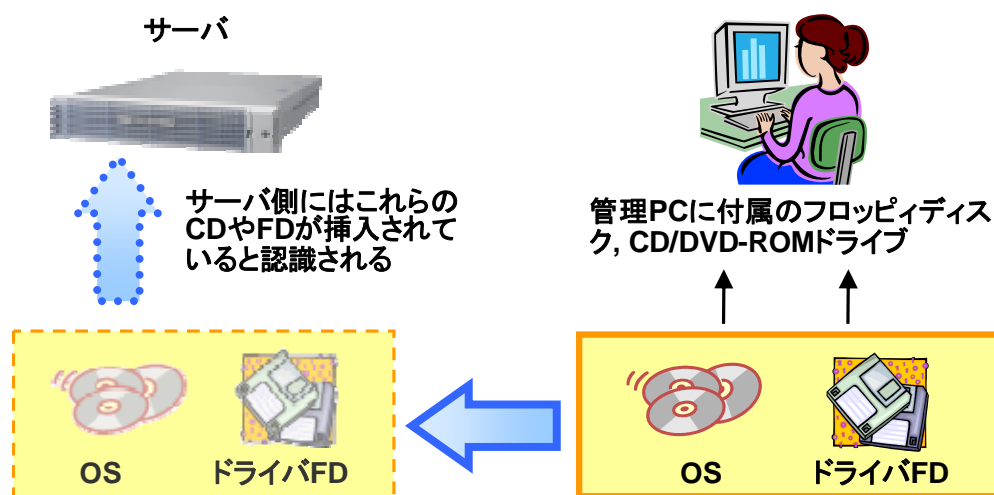 サーバ
サーバ側にはこれらの
CDやFDが挿入されて
いると認識される
管理PCに付属のフロッピィディス
ク, CD/DVD-ROMドライブ
OS ドライバFD
OS ドライバFD